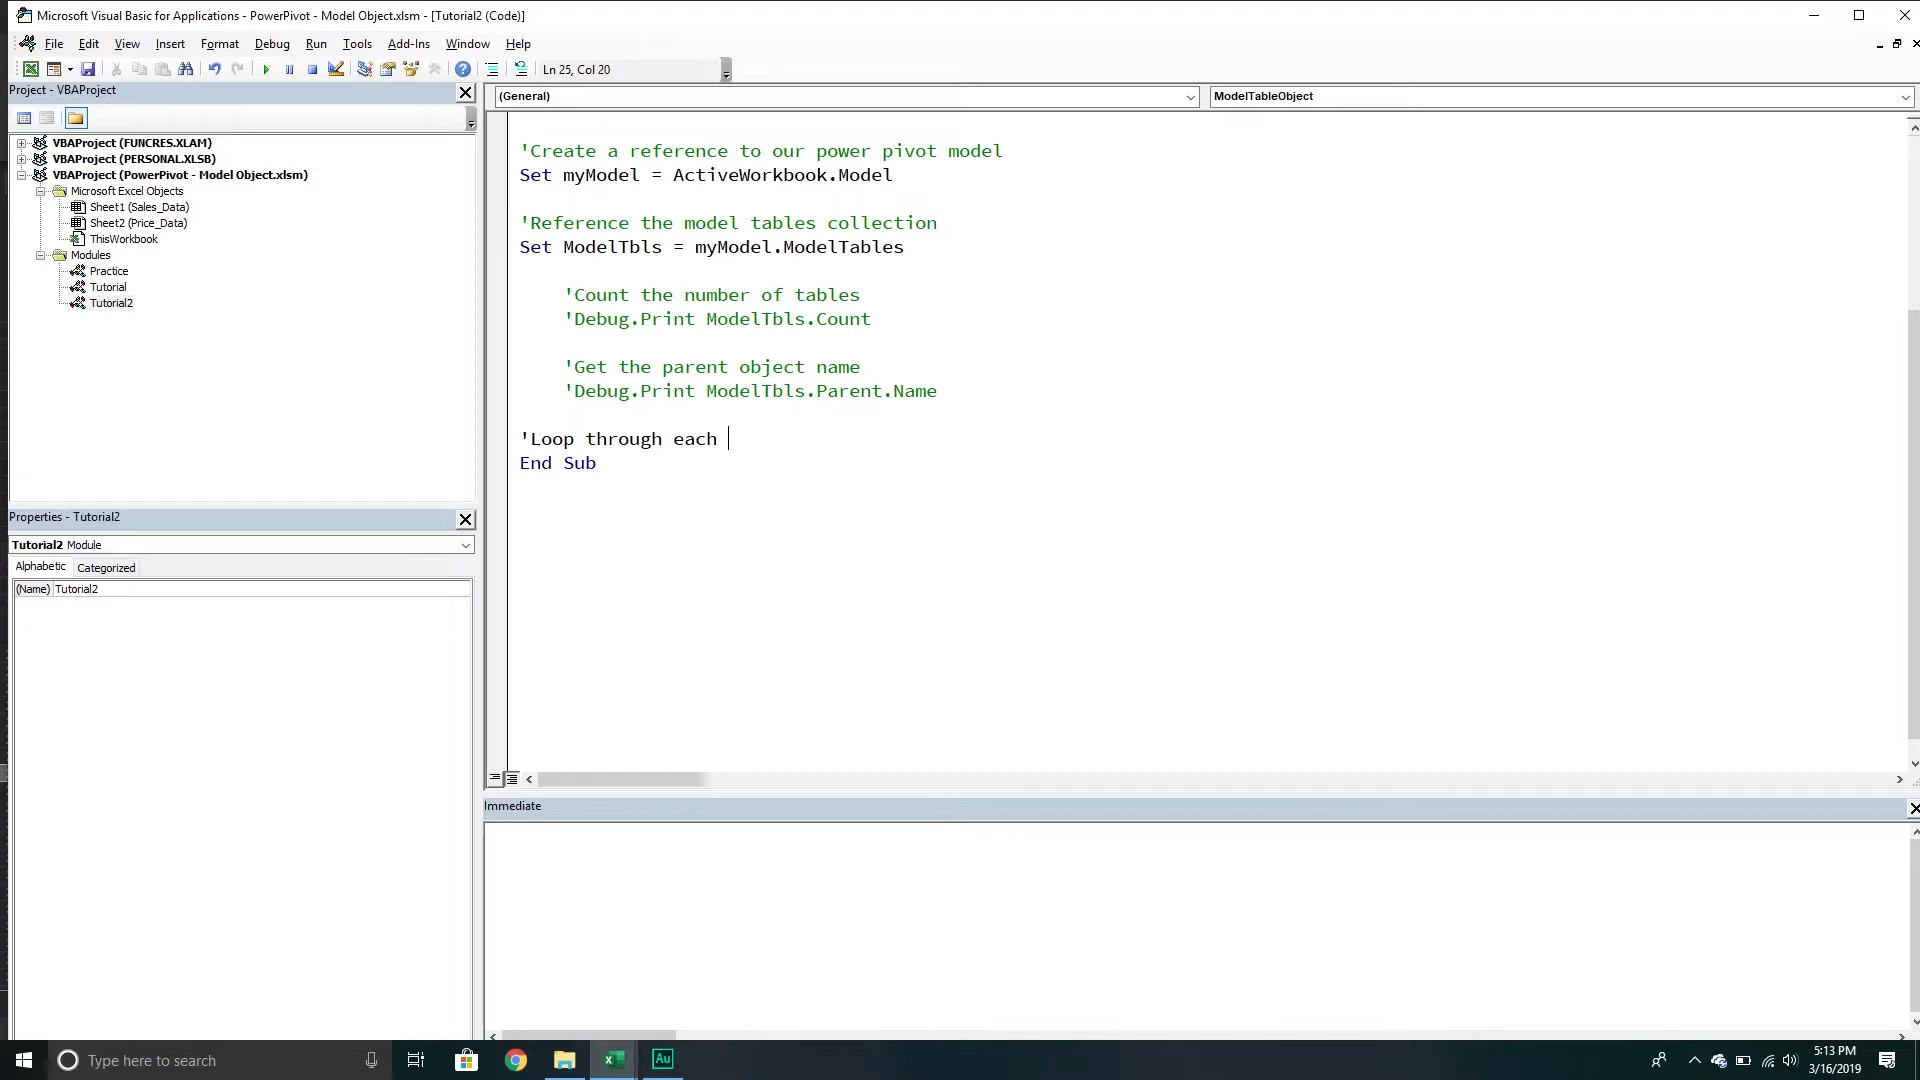 Microsoft Visual Basic for Applications - PowerPivot - Model Object.xlsm - [Tutorial2 (Code)]
File Edit View Insert Format Debug Run Tools Add-Ins Window Help
Ln 25, Col 20
Project - VBAProject
(General) ModelTableObject
VBAProject (FUNCRES.XLAM)
VBAProject (PERSONAL.XLSB)
VBAProject (PowerPivot - Model Object.xlsm)
Microsoft Excel Objects
Sheet1 (Sales_Data)
Sheet2 (Price_Data)
ThisWorkbook
Modules
Practice
Tutorial
Tutorial2
'Create a reference to our power pivot model
Set myModel = ActiveWorkbook.Model
'Reference the model tables collection
Set ModelTbls = myModel.ModelTables
'Count the number of tables
'Debug.Print ModelTbls.Count
'Get the parent object name
'Debug.Print ModelTbls.Parent.Name
'Loop through each
End Sub
Properties - Tutorial2
Tutorial2 Module
Alphabetic Categorized
(Name) Tutorial2
Immediate
Type here to search
Au
5:13 PM
3/16/2019